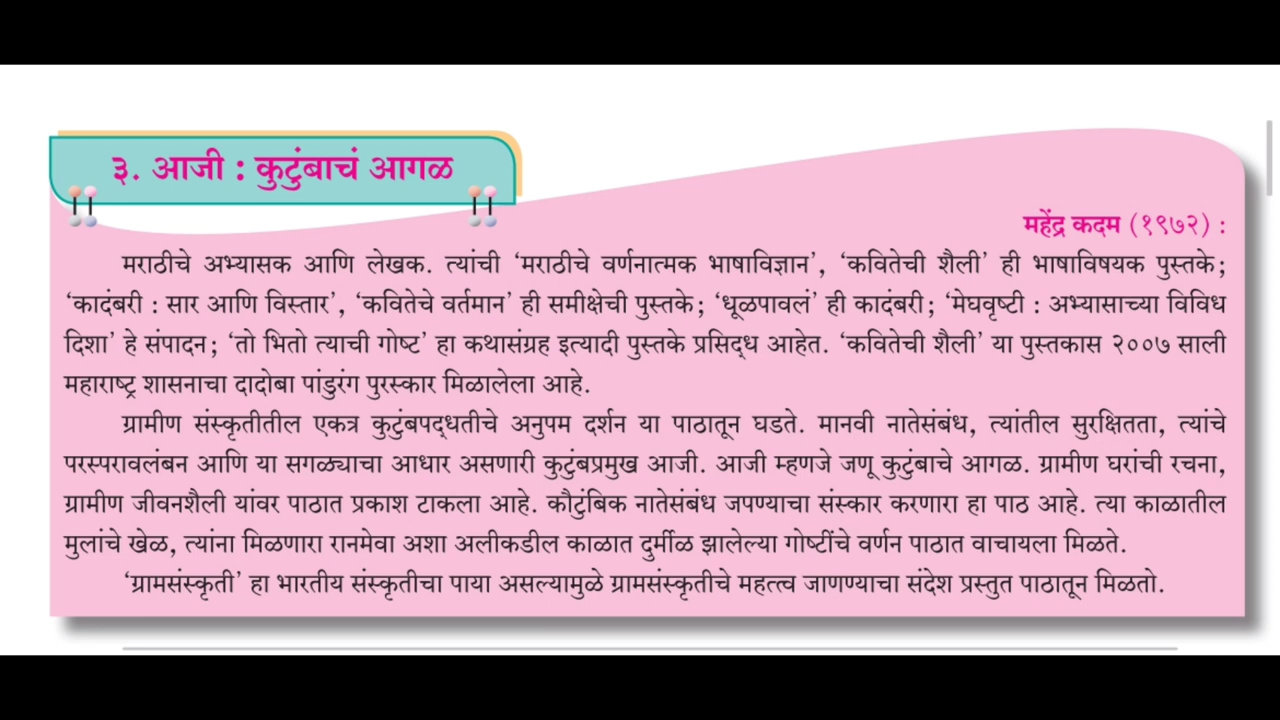 ३. आजी : कुटुंबाचं आगळ
महेंद्र कदम (१९७२) :
मराठीचे अभ्यासक आणि लेखक. त्यांची ‘मराठीचे वर्णनात्मक भाषाविज्ञान’, ‘कवितेची शैली’ ही भाषाविषयक पुस्तके;
‘कादंबरी : सार आणि विस्तार’, ‘कवितेचे वर्तमान’ ही समीक्षेची पुस्तके; ‘धूळपावलं’ ही कादंबरी; ‘मेघवृष्टी : अभ्यासाच्या विविध
दिशा’ हे संपादन; ‘तो भितो त्याची गोष्ट’ हा कथासंग्रह इत्यादी पुस्तके प्रसिद्ध आहेत. ‘कवितेची शैली’ या पुस्तकास २००७ साली
महाराष्ट्र शासनाचा दादोबा पांडुरंग पुरस्कार मिळालेला आहे.
ग्रामीण संस्कृतीतील एकत्र कुटुंबपद्धतीचे अनुपम दर्शन या पाठातून घडते. मानवी नातेसंबंध, त्यांतील सुरक्षितता, त्यांचे
परस्परावलंबन आणि या सगळ्याचा आधार असणारी कुटुंबप्रमुख आजी. आजी म्हणजे जणू कुटुंबाचे आगळ. ग्रामीण घरांची रचना,
ग्रामीण जीवनशैली यांवर पाठात प्रकाश टाकला आहे. कौटुंबिक नातेसंबंध जपण्याचा संस्कार करणारा हा पाठ आहे. त्या काळातील
मुलांचे खेळ, त्यांना मिळणारा रानमेवा अशा अलीकडील काळात दुर्मीळ झालेल्या गोष्टींचे वर्णन पाठात वाचायला मिळते.
‘ग्रामसंस्कृती’ हा भारतीय संस्कृतीचा पाया असल्यामुळे ग्रामसंस्कृतीचे महत्त्व जाणण्याचा संदेश प्रस्तुत पाठातून मिळतो.